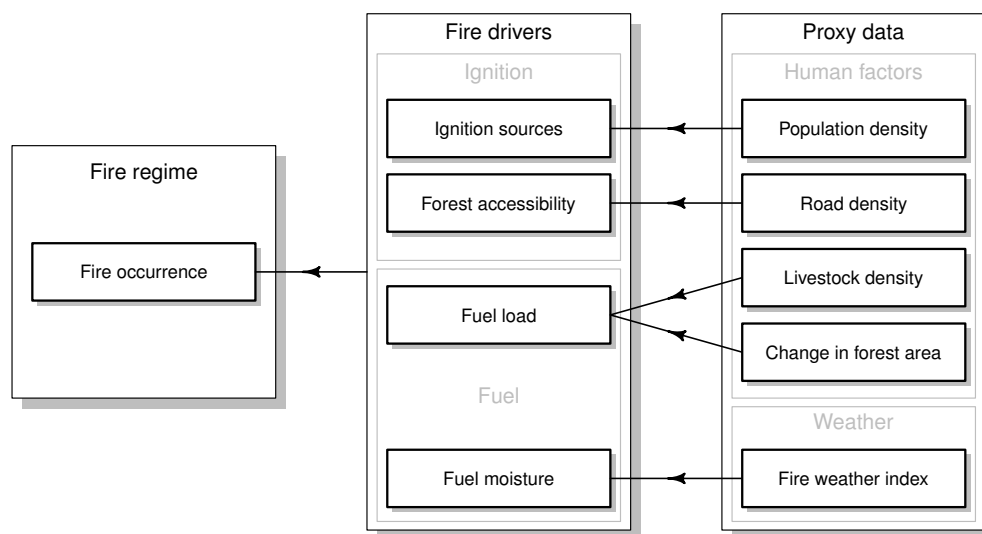 Fire regime
Fire occurrence
Fire drivers
Ignition
Ignition sources
Forest accessibility
Fuel load
Fuel
Fuel moisture
Proxy data
Human factors
Population density
Road density
Livestock density
Change in forest area
Weather
Fire weather index